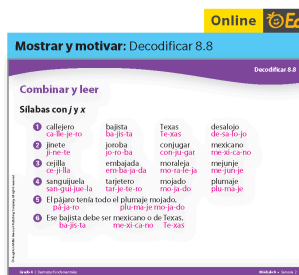 Online
Mostrar y motivar: Decodificar 8.8
Decodificar 8.8
Combinar y leer
Sílabas con j y x
1 callejero bajista Texas desalojo
ca-lle-je-ro ba-jis-ta Te-xas de-sa-lo-jo
2 jinete joroba conjugar mexicano
ji-ne-te jo-ro-ba con-ju-gar me-xi-ca-no
3 cejilla embajada moraleja mejunje
ce-ji-lla em-ba-ja-da mo-ra-le-ja me-jun-je
4 sanguijuela tarjetero mojado plumaje
san-gui-jue-la tar-je-te-ro mo-ja-do plu-ma-je
5 El pájaro tenía todo el plumaje mojado.
pá-ja-ro plu-ma-je mo-ja-do
6 Ese bajista debe ser mexicano o de Texas.
ba-jis-ta me-xi-ca-no Te-xas